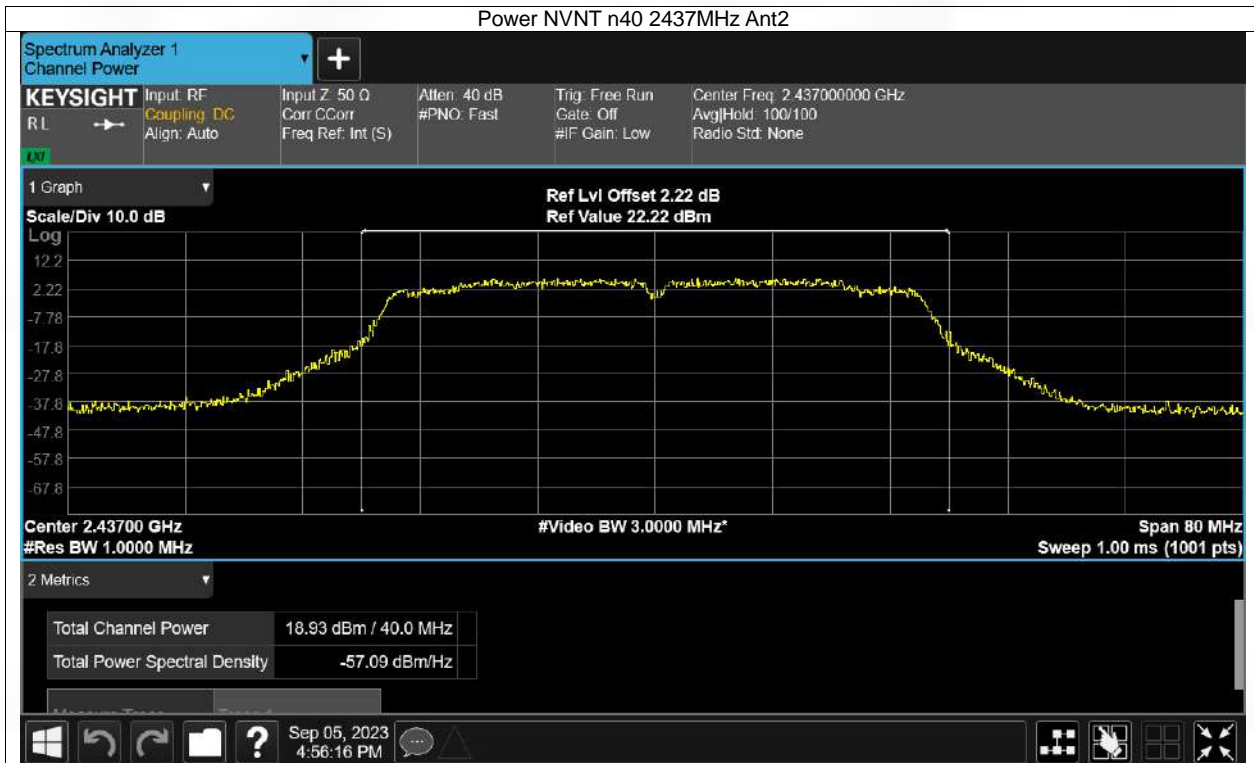 Power NVNT n40 2437MHz Ant2
Spectrum Analyzer 1
Channel Power
KEYSIGHT
RL
LXI
Input: RF
Coupling: DC
Align: Auto
Input Z: 50 Ω
Corr CCorr
Freq Ref: Int (S)
Atten: 40 dB
#PNO: Fast
Trig: Free Run
Gate: Off
#IF Gain: Low
Center Freq: 2.437000000 GHz
Avg|Hold: 100/100
Radio Std: None
1 Graph
Scale/Div 10.0 dB
Ref Lvl Offset 2.22 dB
Ref Value 22.22 dBm
Log
12.2
2.22
-7.78
-17.8
-27.8
-37.8
-47.8
-57.8
-67.8
Center 2.43700 GHz
#Video BW 3.0000 MHz*
Span 80 MHz
#Res BW 1.0000 MHz
Sweep 1.00 ms (1001 pts)
2 Metrics
Total Channel Power 18.93 dBm / 40.0 MHz
Total Power Spectral Density -57.09 dBm/Hz
Sep 05, 2023
4:56:16 PM